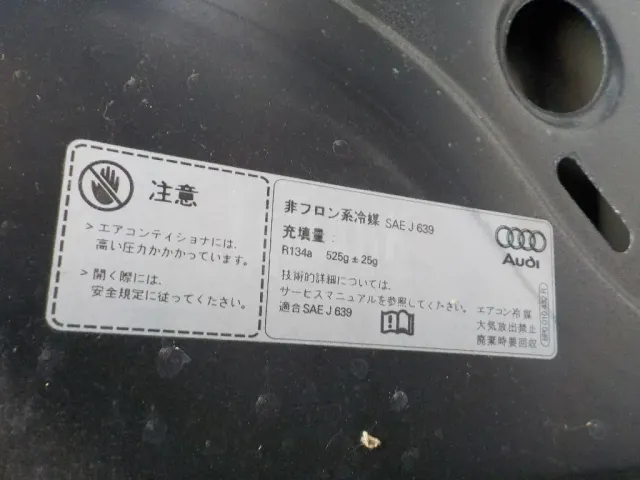 注意
> エアコンディショナには、
高い圧力がかかっています。
> 開く際には、
安全規定に従ってください。
非フロン系冷媒 SAE J 639
充填量 :
R134a 525g ± 25g
技術的詳細については、
サービスマニュアルを参照してください。
適合SAE J 639
Audi
エアコン冷媒
大気放出禁止
廃棄時要回収